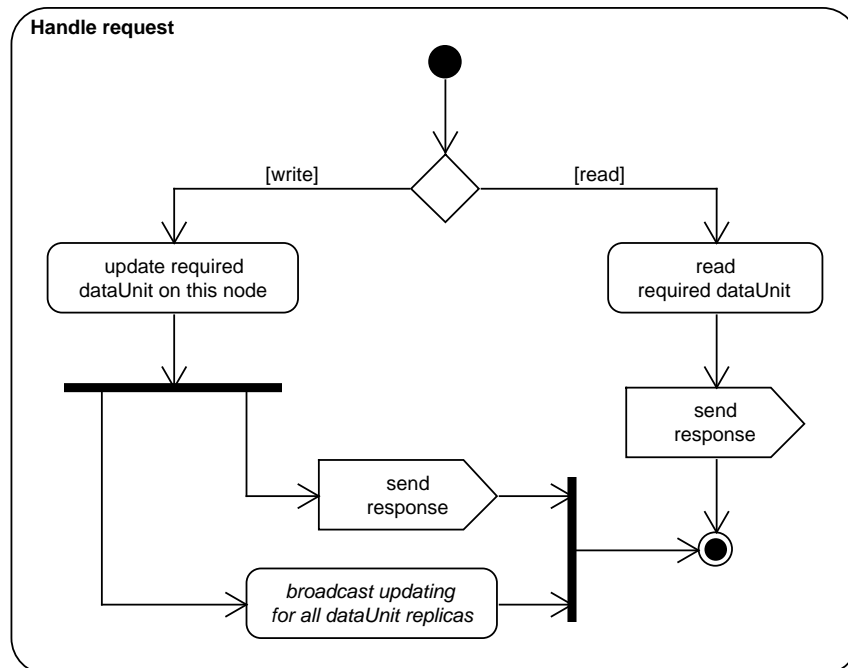 Handle request
[write]
[read]
update required
dataUnit on this node
read
required dataUnit
send
response
send
response
broadcast updating
for all dataUnit replicas